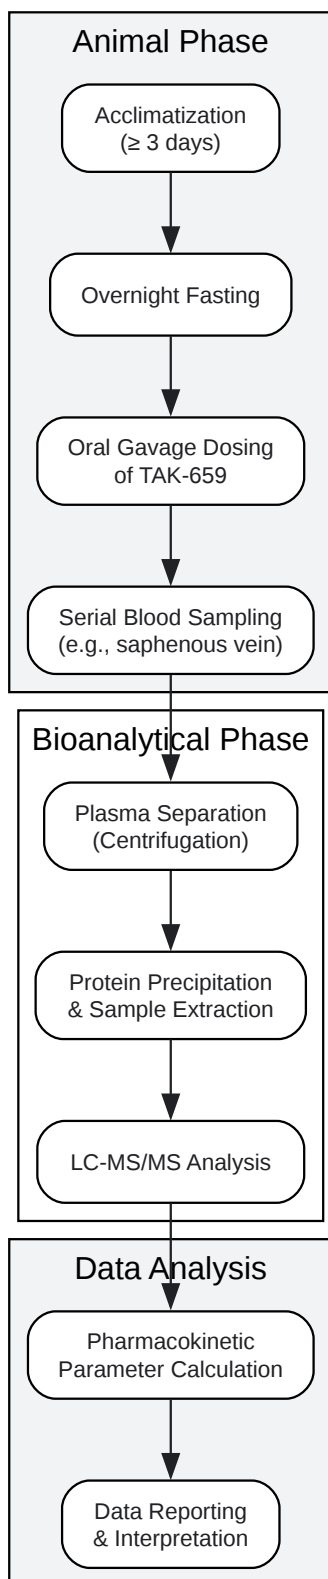 Animal Phase
Acclimatization
(≥ 3 days)
Overnight Fasting
Oral Gavage Dosing
of TAK-659
Serial Blood Sampling
(e.g., saphenous vein)
Bioanalytical Phase
Plasma Separation
(Centrifugation)
Protein Precipitation
& Sample Extraction
LC-MS/MS Analysis
Data Analysis
Pharmacokinetic
Parameter Calculation
Data Reporting
& Interpretation